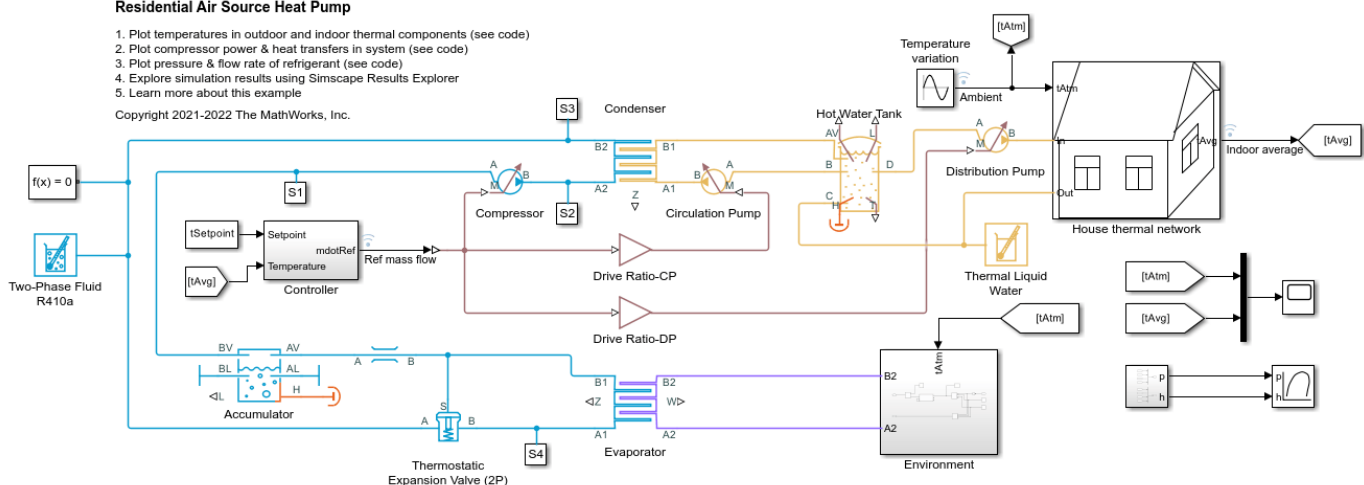 Residential Air Source Heat Pump
1. Plot temperatures in outdoor and indoor thermal components (see code)
2. Plot compressor power & heat transfers in system (see code)
3. Plot pressure & flow rate of refrigerant (see code)
4. Explore simulation results using Simscape Results Explorer
5. Learn more about this example
Copyright 2021-2022 The MathWorks, Inc.
[tAtm]
Temperature
variation
Ambient
tAtm
In
Out
tAvg
House thermal network
Indoor average
[tAvg]
S3
Condenser
B2
B1
A2
A1
Z
Hot Water Tank
AV
L
B
D
C
H
T
A
B
M
Distribution Pump
f(x) = 0
S1
A
B
M
Compressor
S2
A
B
M
Circulation Pump
tSetpoint
[tAvg]
Setpoint
Temperature
mdotRef
Controller
Ref mass flow
Drive Ratio-CP
Drive Ratio-DP
Two-Phase Fluid
R410a
Thermal Liquid
Water
[tAtm]
[tAvg]
[tAtm]
BV
AV
BL
AL
L
H
Accumulator
A
B
S
A
B
Thermostatic
Expansion Valve (2P)
S4
B1
B2
Z
W
A1
A2
Evaporator
tAtm
B2
A2
Environment
p
h
p
h